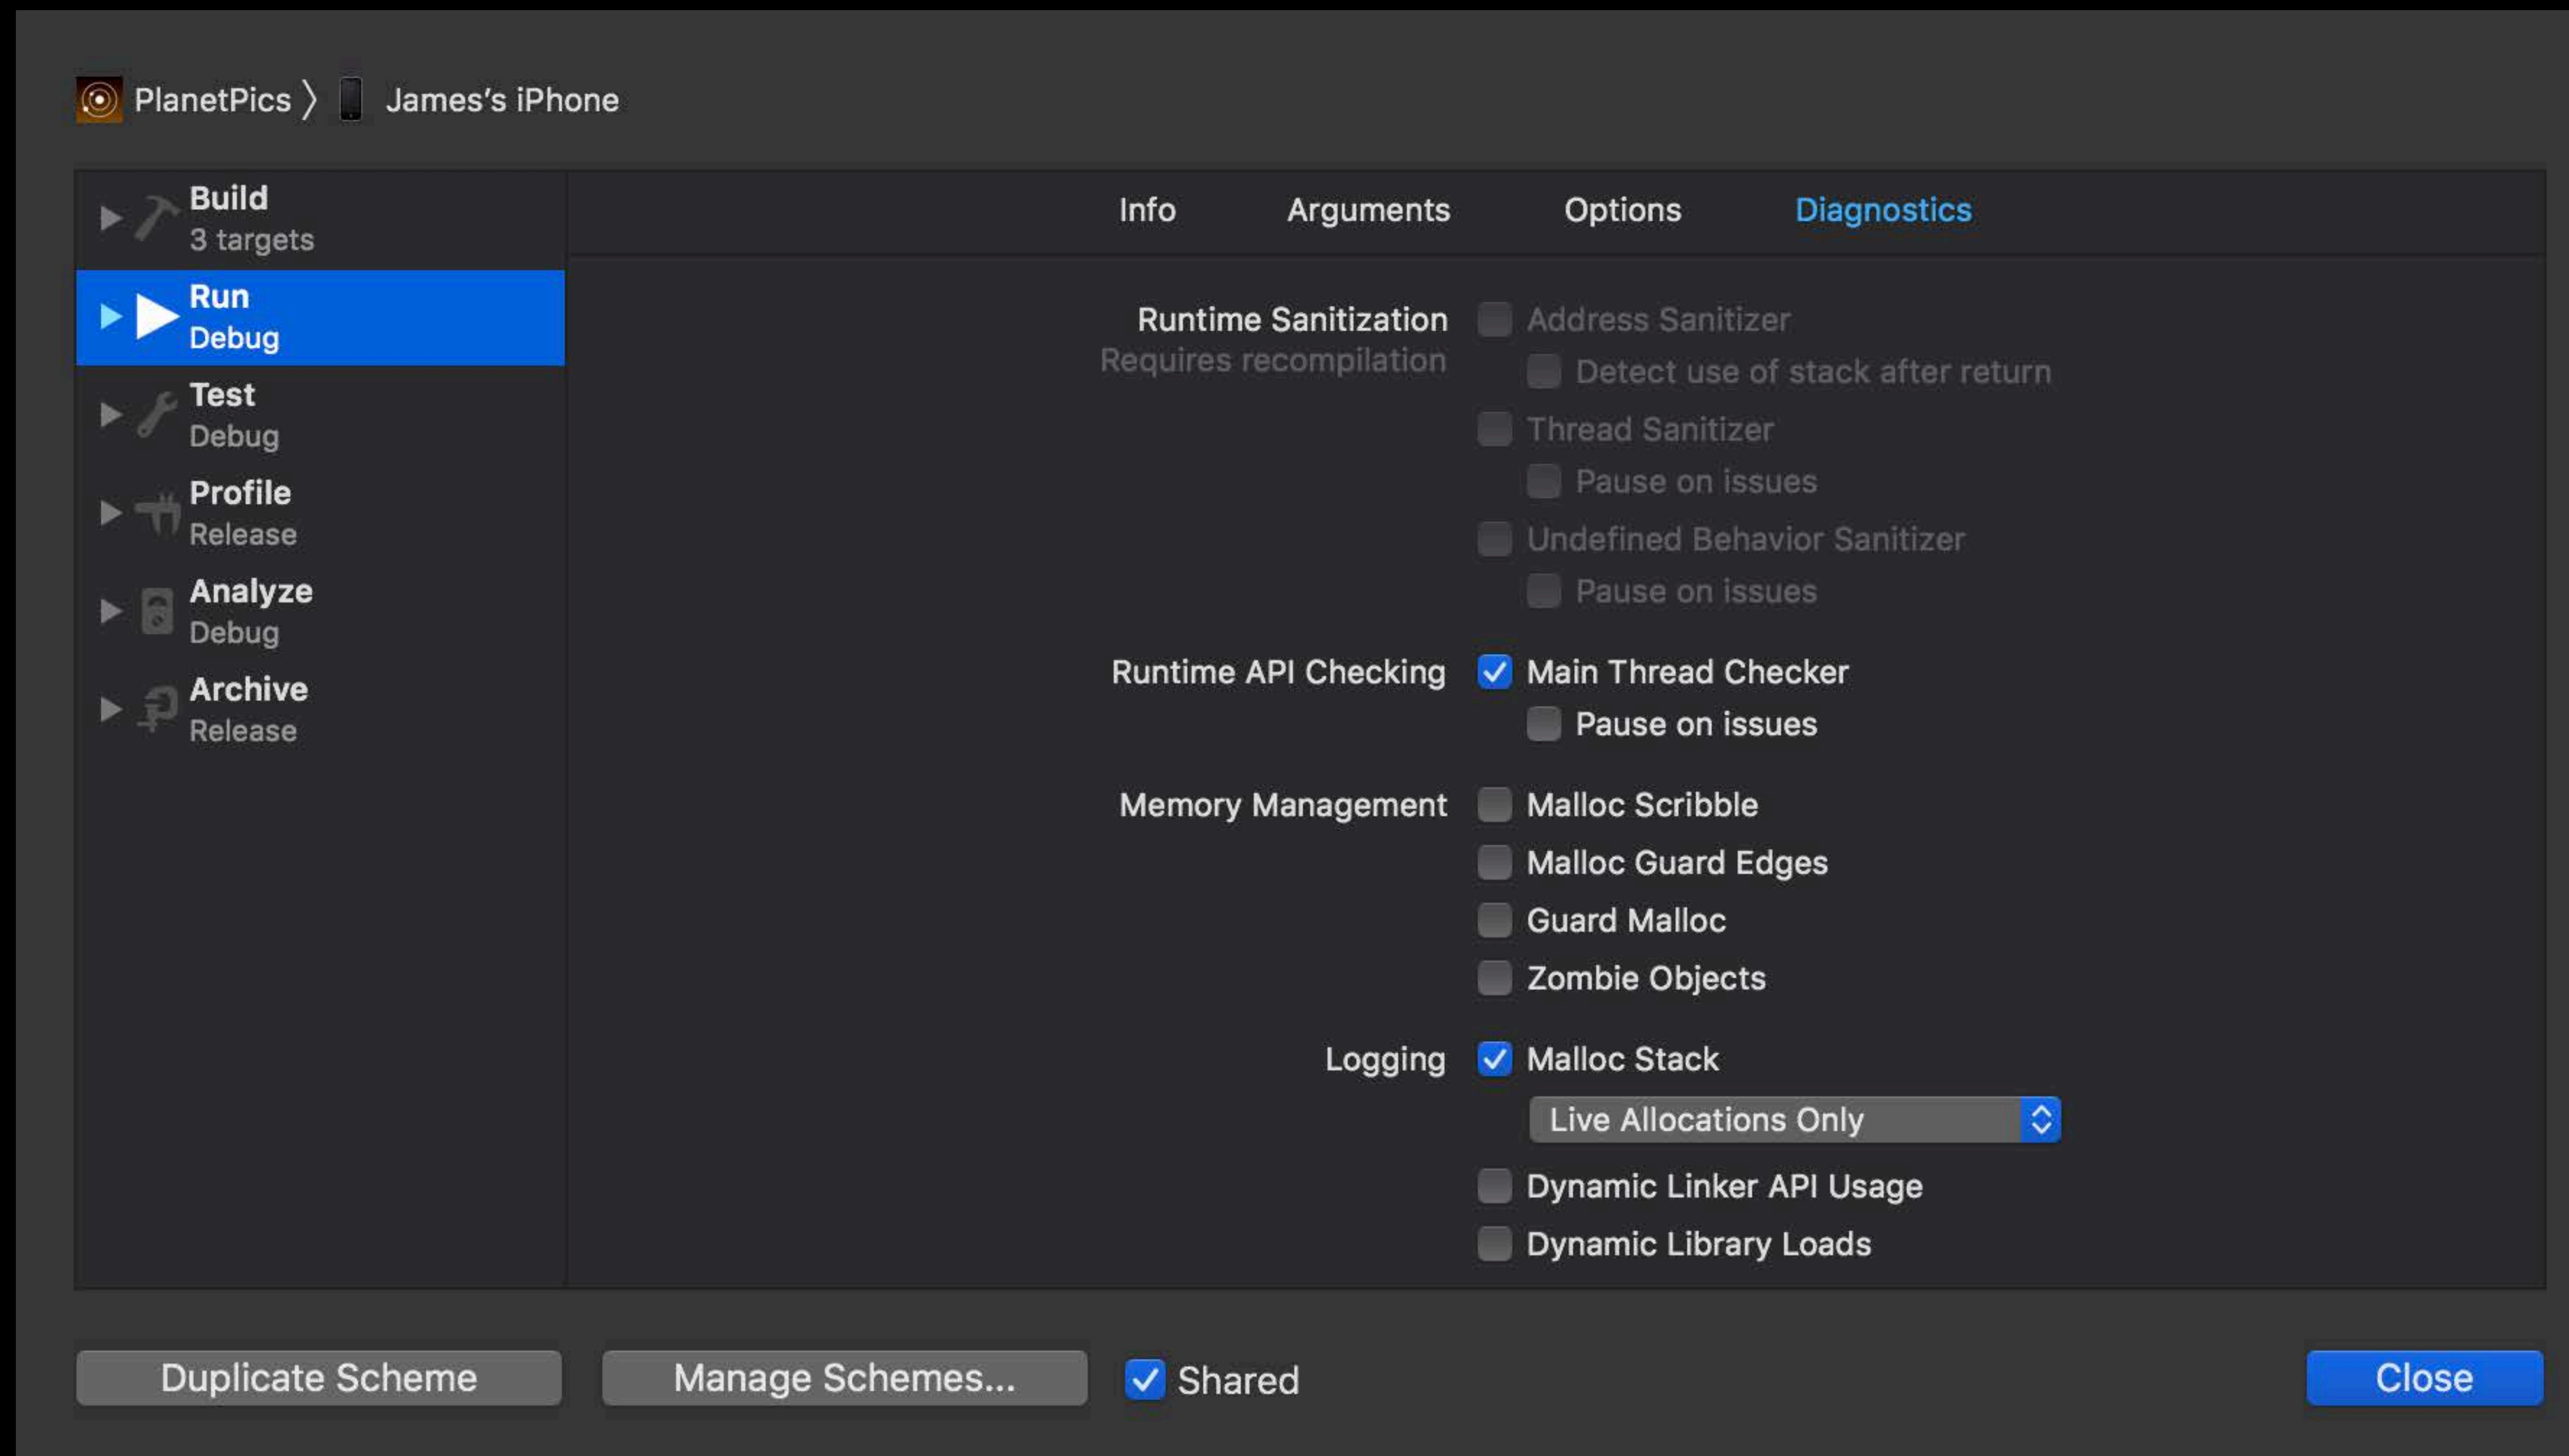 PlanetPics 〉 James's iPhone
Build
3 targets
Run
Debug
Test
Debug
Profile
Release
Analyze
Debug
Archive
Release
Info Arguments Options Diagnostics
Runtime Sanitization Address Sanitizer
Requires recompilation Detect use of stack after return
Thread Sanitizer
Pause on issues
Undefined Behavior Sanitizer
Pause on issues
Runtime API Checking Main Thread Checker
Pause on issues
Memory Management Malloc Scribble
Malloc Guard Edges
Guard Malloc
Zombie Objects
Logging Malloc Stack
Live Allocations Only
Dynamic Linker API Usage
Dynamic Library Loads
Duplicate Scheme Manage Schemes... Shared Close